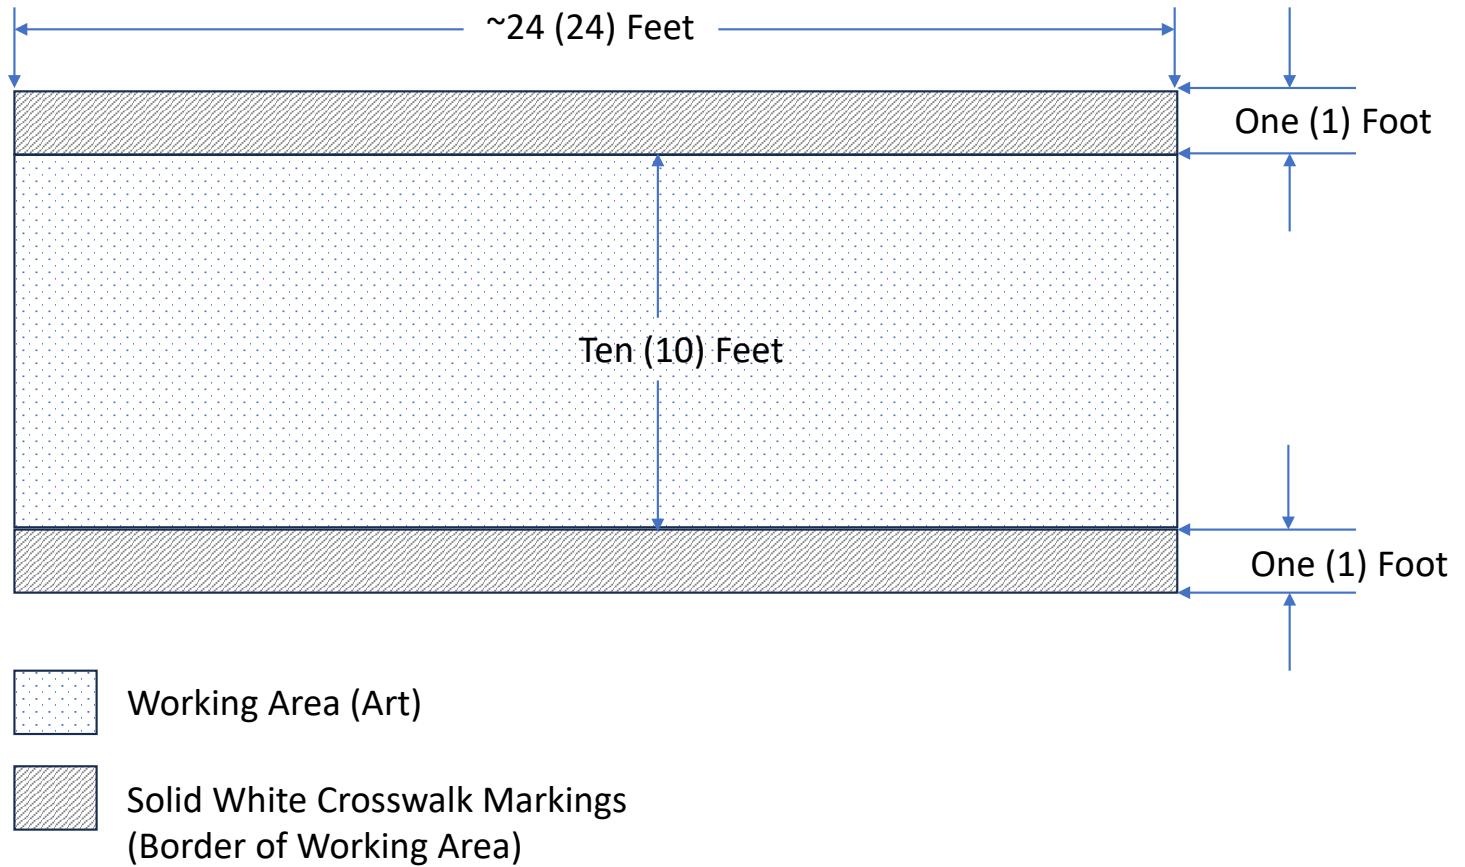 ~24 (24) Feet
One (1) Foot
Ten (10) Feet
One (1) Foot
Working Area (Art)
Solid White Crosswalk Markings
(Border of Working Area)